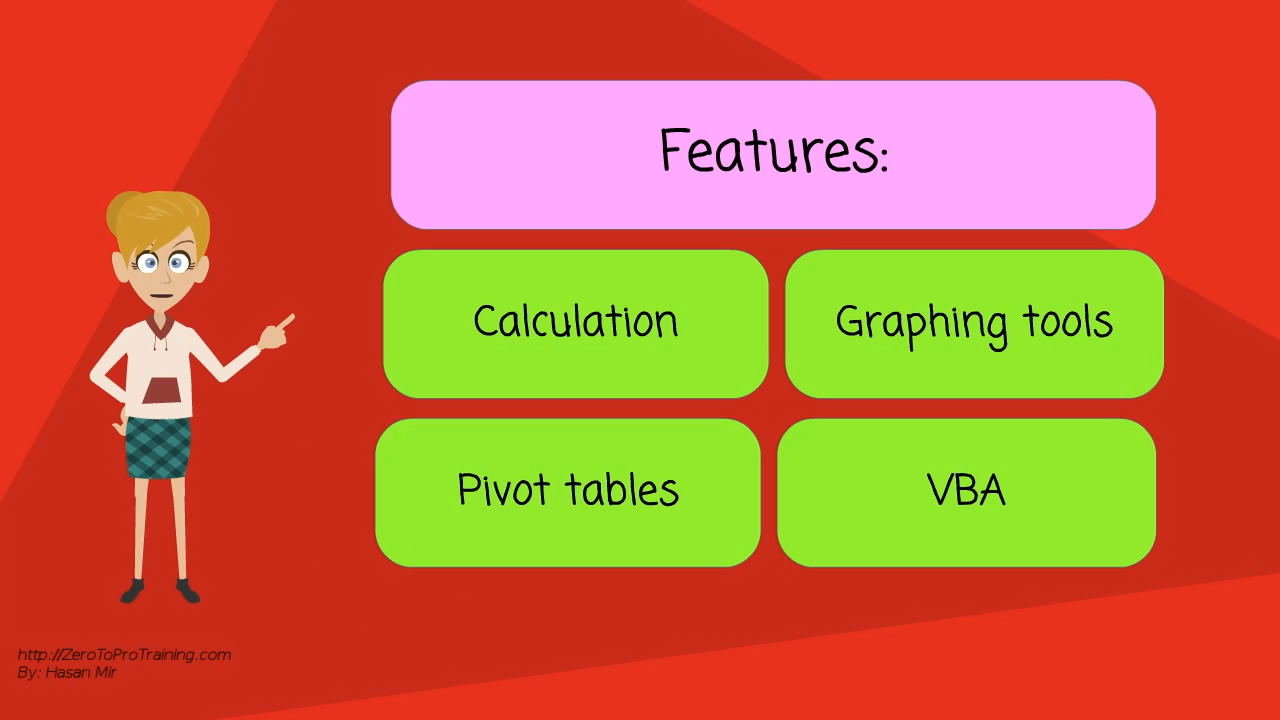 Features:
Calculation
Graphing tools
Pivot tables
VBA
http://ZeroToProTraining.com
By: Hasan Mir